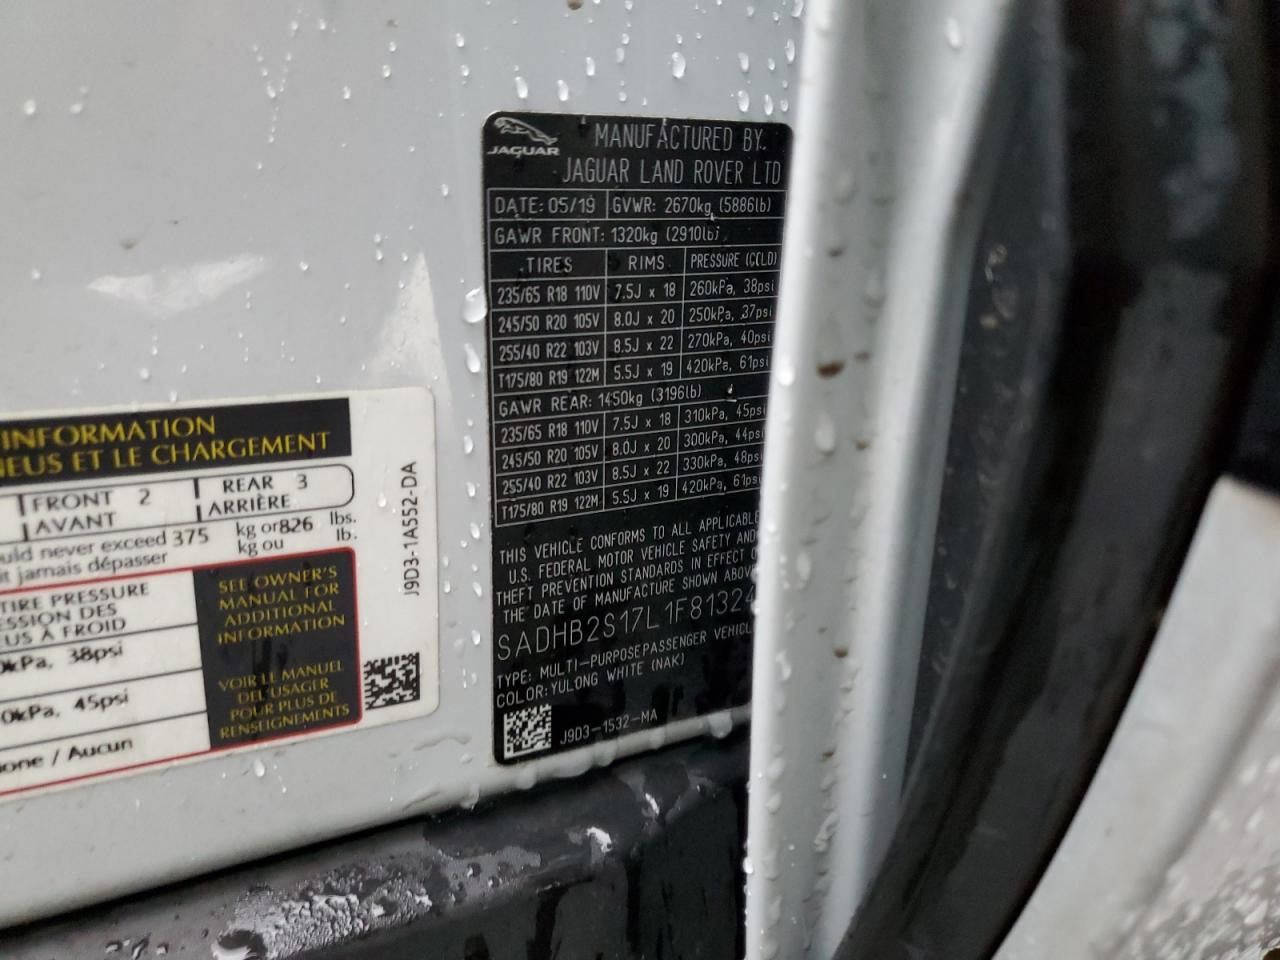 INFORMATION
NEUS ET LE CHARGEMENT
FRONT 2
AVANT
REAR 3
ARRIÈRE
uld never exceed 375 kg or 826 lbs.
it jamais dépasser kg ou lb.
TIRE PRESSURE
ESSION DES
EUS À FROID
0kPa, 38psi
0kPa, 45psi
one / Aucun
SEE OWNER'S
MANUAL FOR
ADDITIONAL
INFORMATION
VOIR LE MANUEL
DEL'USAGER
POUR PLUS DE
RENSEIGNEMENTS
J9D3-1A552-DA
JAGUAR
MANUFACTURED BY:
JAGUAR LAND ROVER LTD
DATE: 05/19 GVWR: 2670kg (5886lb)
GAWR FRONT: 1320kg (2910lb)
TIRES RIMS PRESSURE (COLD)
235/65 R18 110V 7.5J x 18 260kPa, 38psi
245/50 R20 105V 8.0J x 20 250kPa, 37psi
255/40 R22 103V 8.5J x 22 270kPa, 40psi
T175/80 R19 122M 5.5J x 19 420kPa, 61psi
GAWR REAR: 1450kg (3196lb)
235/65 R18 110V 7.5J x 18 310kPa, 45psi
245/50 R20 105V 8.0J x 20 300kPa, 44psi
255/40 R22 103V 8.5J x 22 330kPa, 48psi
T175/80 R19 122M 5.5J x 19 420kPa, 61psi
THIS VEHICLE CONFORMS TO ALL APPLICABLE
U.S. FEDERAL MOTOR VEHICLE SAFETY AND
THEFT PREVENTION STANDARDS IN EFFECT O
THE DATE OF MANUFACTURE SHOWN ABOVE
SADHB2S17L1F81324
TYPE: MULTI-PURPOSE PASSENGER VEHICL
COLOR: YULONG WHITE (NAK)
J9D3-1532-MA